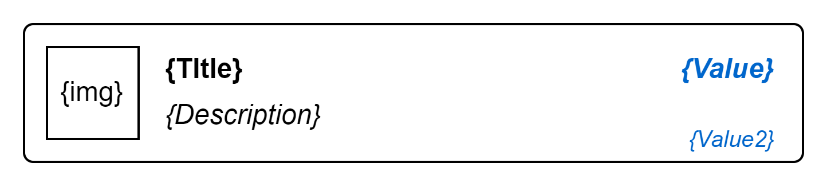 {TItle}
{Value}
{img}
{Description}
{Value2}